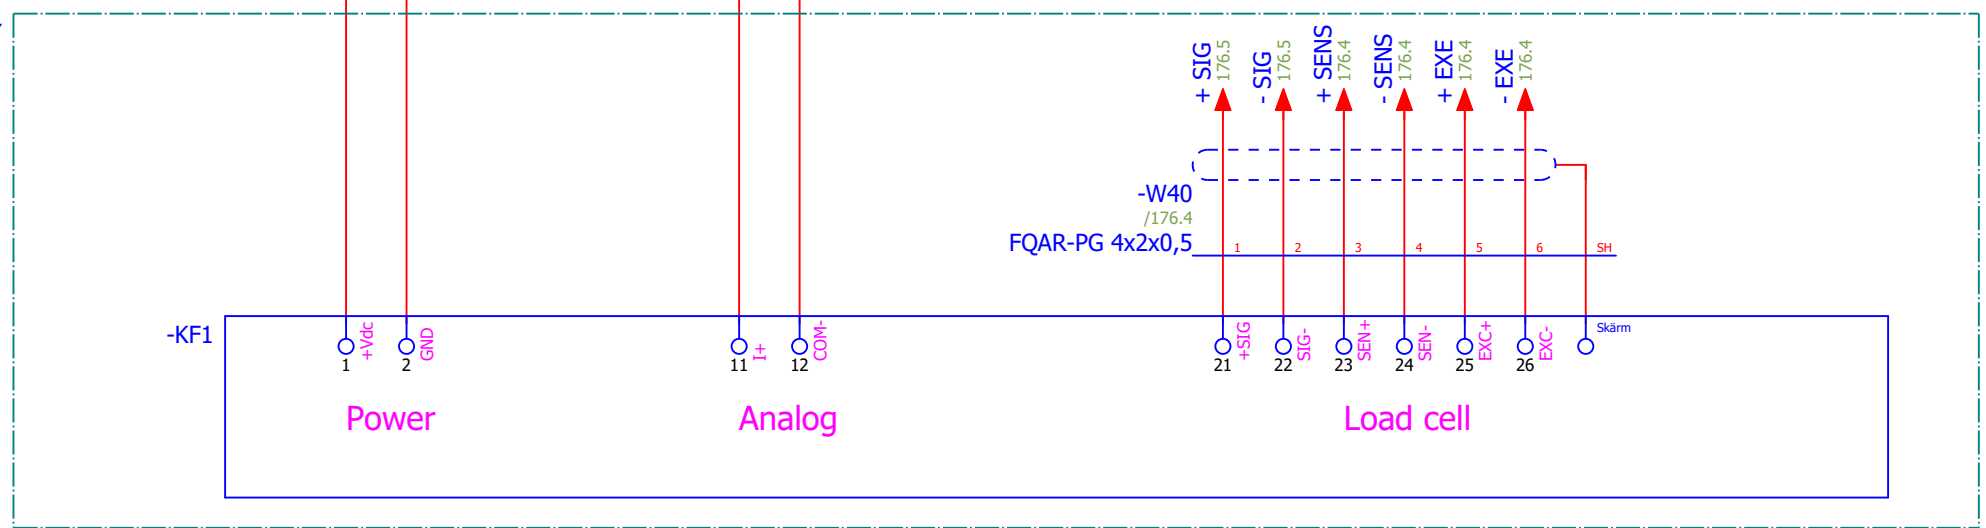 + SIG
176.5
- SIG
176.5
+ SENS
176.4
- SENS
176.4
+ EXE
176.4
- EXE
176.4
-W40
/176.4
FQAR-PG 4x2x0,5
1
2
3
4
5
6
SH
-KF1
+Vdc
GND
I+
COM-
+SIG
SIG-
SEN+
SEN-
EXC+
EXC-
Skärm
1
2
11
12
21
22
23
24
25
26
Power
Analog
Load cell